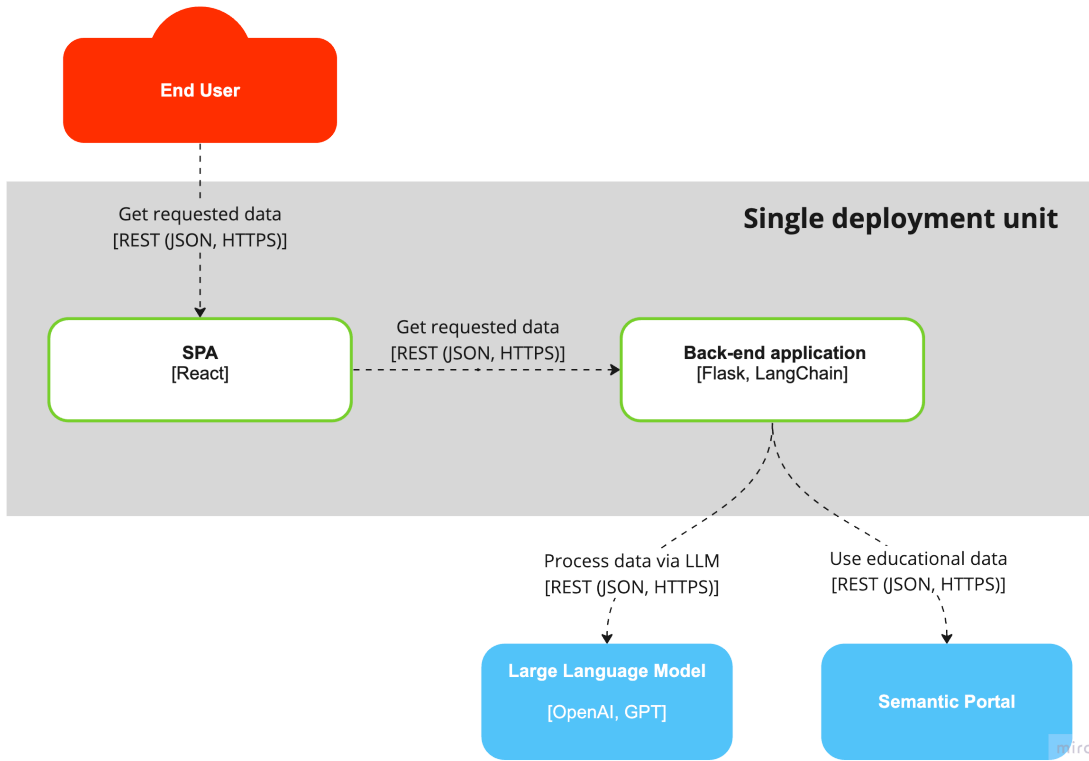 End User
Get requested data
[REST (JSON, HTTPS)]
Single deployment unit
SPA
[React]
Get requested data
[REST (JSON, HTTPS)]
Back-end application
[Flask, LangChain]
Process data via LLM
[REST (JSON, HTTPS)]
Use educational data
[REST (JSON, HTTPS)]
Large Language Model
[OpenAI, GPT]
Semantic Portal